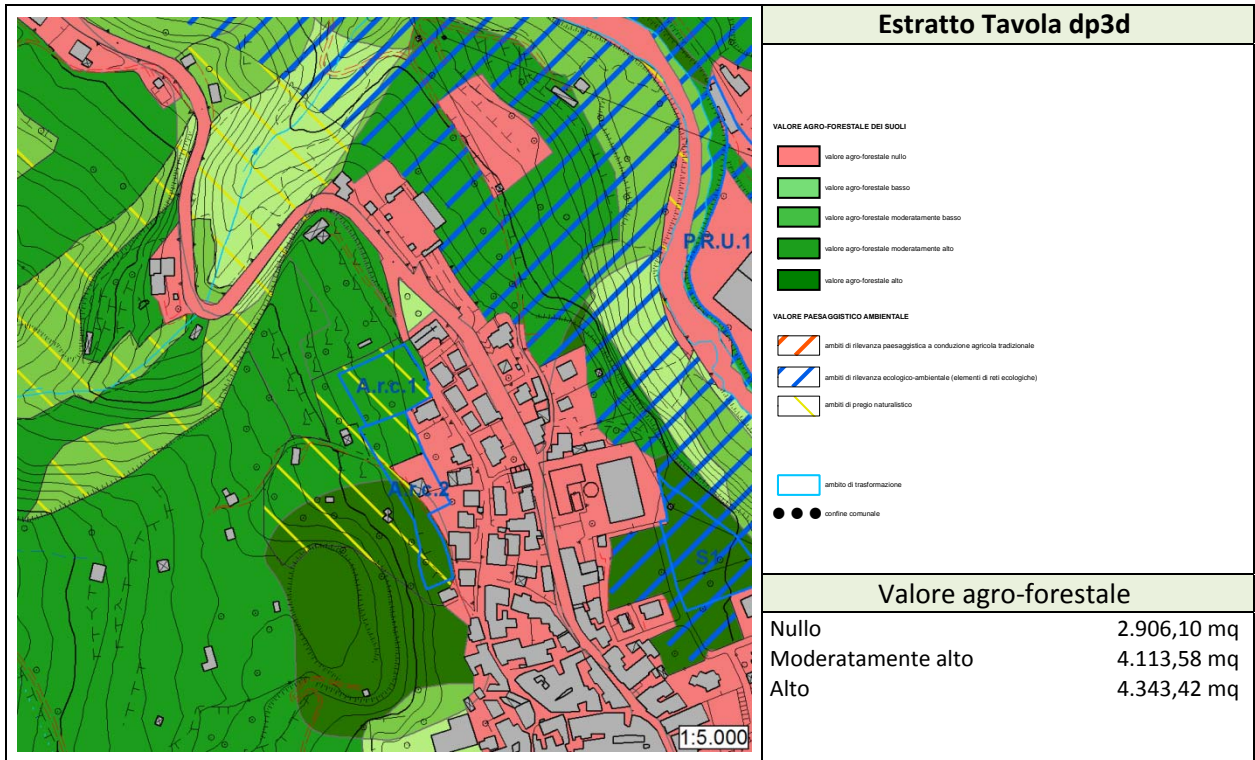 Estratto Tavola dp3d
VALORE AGRO-FORESTALE DEI SUOLI
valore agro-forestale nullo
valore agro-forestale basso
valore agro-forestale moderatamente basso
valore agro-forestale moderatamente alto
valore agro-forestale alto
VALORE PAESAGGISTICO AMBIENTALE
ambiti di rilevanza paesaggistica a conduzione agricola tradizionale
ambiti di rilevanza ecologico-ambientale (elementi di reti ecologiche)
ambiti di pregio naturalistico
ambito di trasformazione
confine comunale
P.R.U.1
A.r.c.1
A.r.c.2
1:5.000
Valore agro-forestale
Nullo 2.906,10 mq
Moderatamente alto 4.113,58 mq
Alto 4.343,42 mq